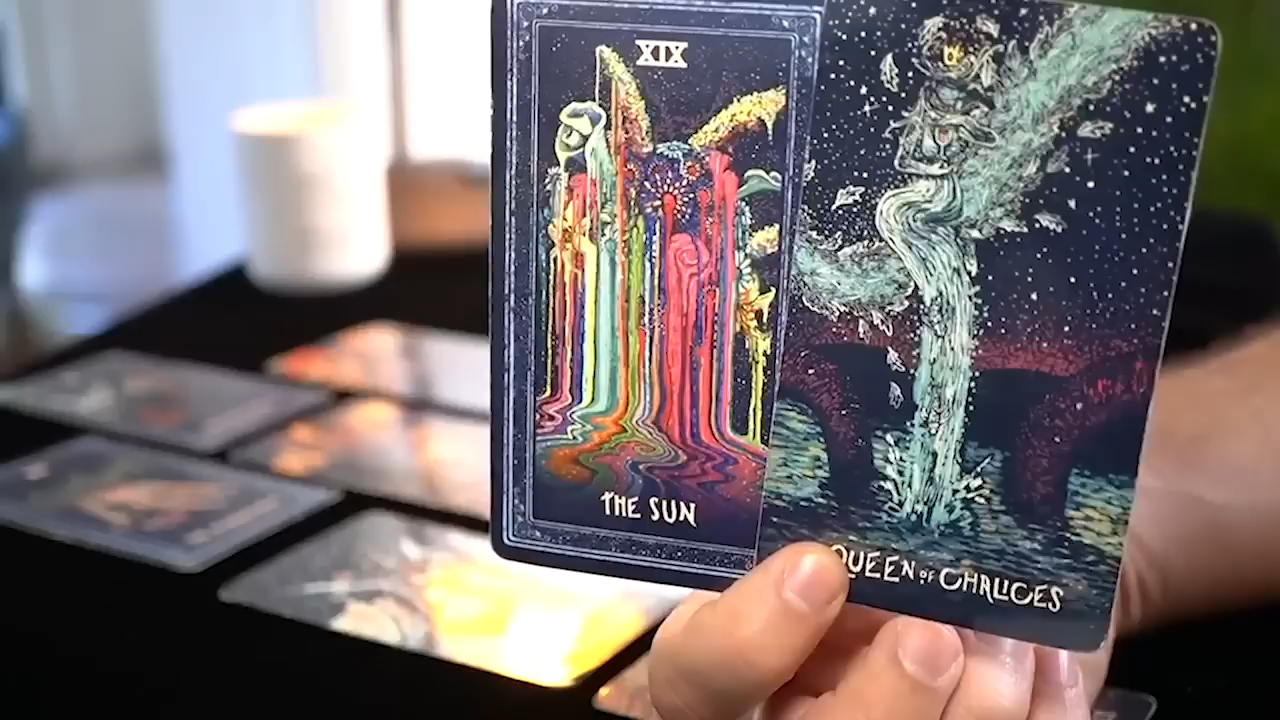 XIX
THE SUN
QUEEN OF CHALICES